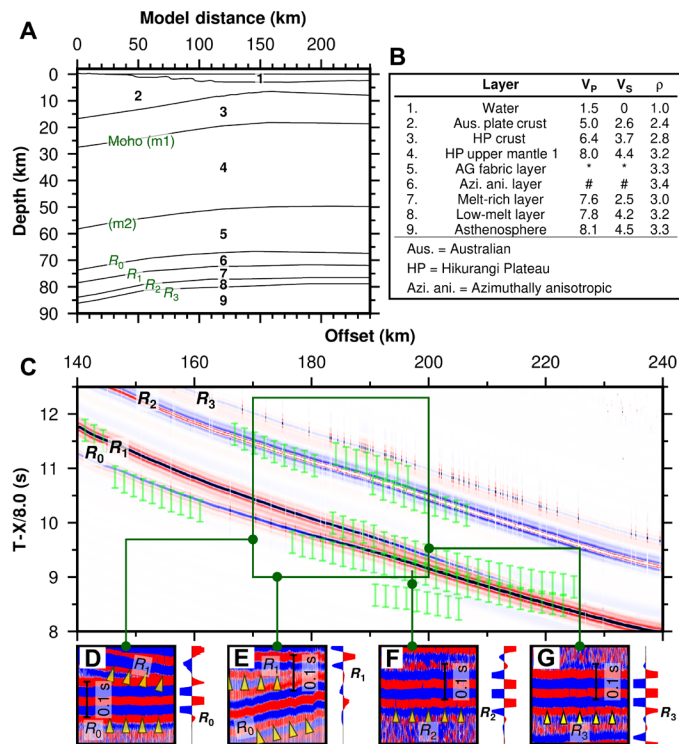 Model distance (km)
A
0 50 100 150 200
0
10
20
30
40
50
60
70
80
90
Depth (km)
1
2
3
Moho (m1)
4
(m2)
5
R0
6
R1
7
R2
8
R3
9
B
Layer VP VS ρ
1. Water 1.5 0 1.0
2. Aus. plate crust 5.0 2.6 2.4
3. HP crust 6.4 3.7 2.8
4. HP upper mantle 1 8.0 4.4 3.2
5. AG fabric layer * * 3.3
6. Azi. ani. layer # # 3.4
7. Melt-rich layer 7.6 2.5 3.0
8. Low-melt layer 7.8 4.2 3.2
9. Asthenosphere 8.1 4.5 3.3
Aus. = Australian
HP = Hikurangi Plateau
Azi. ani. = Azimuthally anisotropic
Offset (km)
C
140 160 180 200 220 240
12
11
10
9
8
T-X/8.0 (s)
R2 R3
R0 R1
D
R1
0.1 s
R0
R0
E
R1
0.1 s
R0
R1
F
0.1 s
R2
R2
G
0.1 s
R3
R3